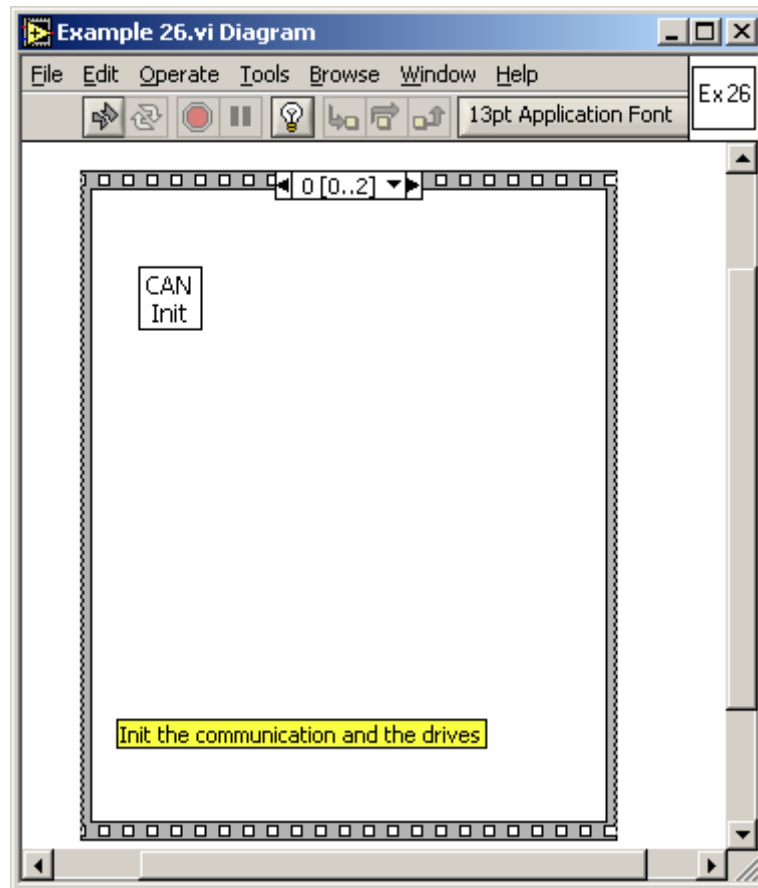 Example 26.vi Diagram
File Edit Operate Tools Browse Window Help
Ex 26
13pt Application Font
0 [0..2]
CAN
Init
Init the communication and the drives